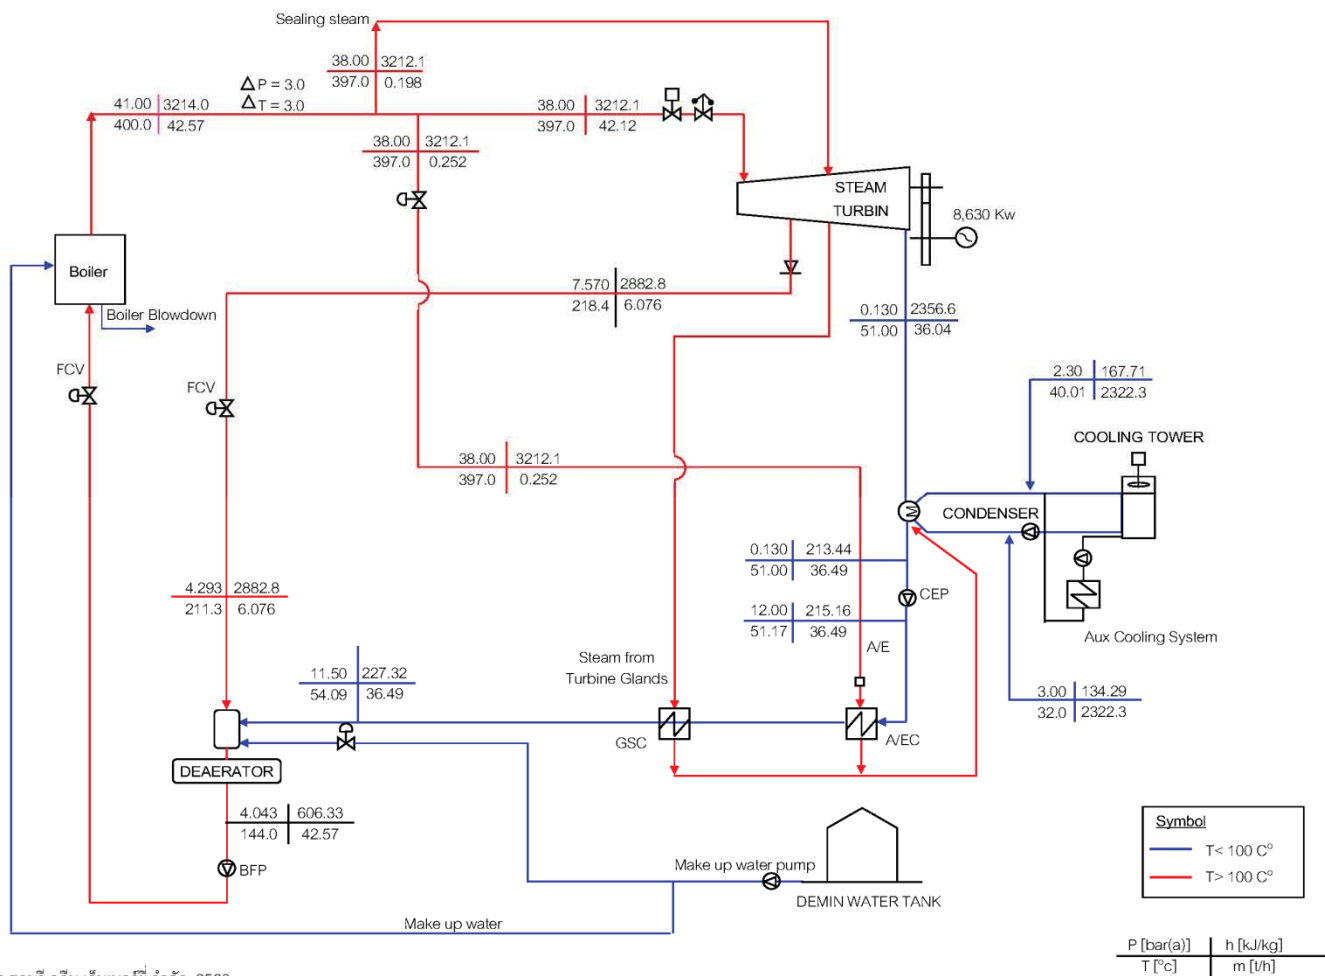 Sealing steam
38.00 3212.1
397.0 0.198
△ P = 3.0
△ T = 3.0
41.00 3214.0
400.0 42.57
38.00 3212.1
397.0 42.12
38.00 3212.1
397.0 0.252
STEAM
TURBIN
8,630 Kw
Boiler
Boiler Blowdown
7.570 2882.8
218.4 6.076
0.130 2356.6
51.00 36.04
FCV
FCV
2.30 167.71
40.01 2322.3
COOLING TOWER
38.00 3212.1
397.0 0.252
M
CONDENSER
0.130 213.44
51.00 36.49
CEP
4.293 2882.8
211.3 6.076
12.00 215.16
51.17 36.49
A/E
Aux Cooling System
Steam from
Turbine Glands
11.50 227.32
54.09 36.49
3.00 134.29
32.0 2322.3
GSC
A/EC
DEAERATOR
4.043 606.33
144.0 42.57
BFP
Make up water pump
DEMIN WATER TANK
Make up water
Symbol
T< 100 C°
T> 100 C°
P [bar(a)] h [kJ/kg]
T [°c] m [t/h]